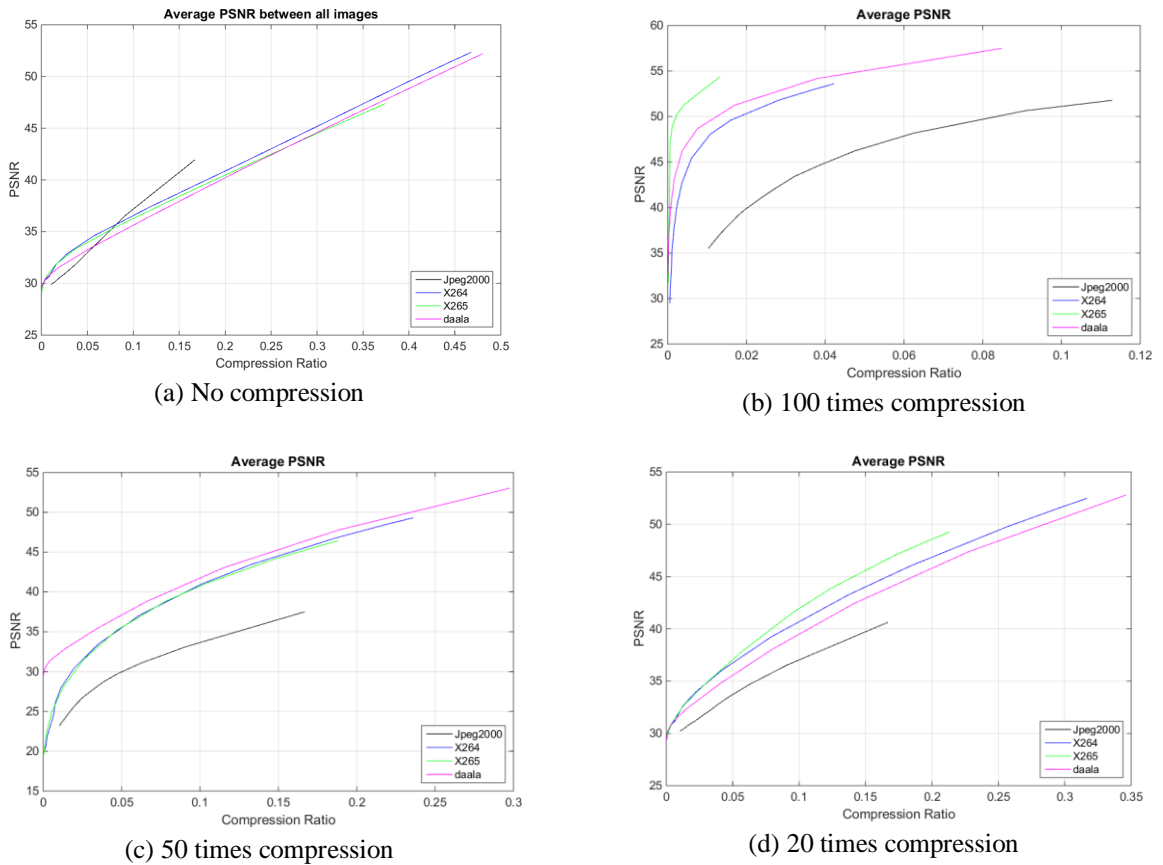 Average PSNR between all images
55
50
45
40
35
30
25
PSNR
0
0.05
0.1
0.15
0.2
0.25
0.3
0.35
0.4
0.45
0.5
Compression Ratio
Jpeg2000
X264
X265
daala
(a) No compression
Average PSNR
60
55
50
45
40
35
30
25
PSNR
0
0.02
0.04
0.06
0.08
0.1
0.12
Compression Ratio
Jpeg2000
X264
X265
daala
(b) 100 times compression
Average PSNR
55
50
45
40
35
30
25
20
15
PSNR
0
0.05
0.1
0.15
0.2
0.25
0.3
Compression Ratio
Jpeg2000
X264
X265
daala
(c) 50 times compression
Average PSNR
55
50
45
40
35
30
25
PSNR
0
0.05
0.1
0.15
0.2
0.25
0.3
0.35
Compression Ratio
Jpeg2000
X264
X265
daala
(d) 20 times compression